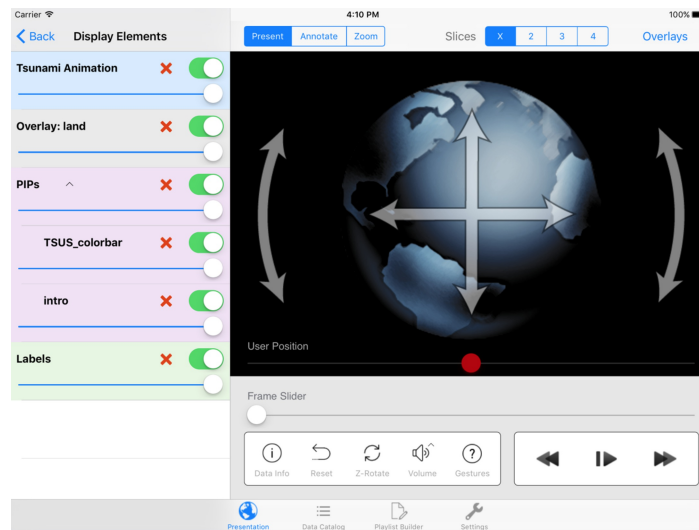 Carrier 4:10 PM 100%
Back Display Elements Present Annotate Zoom Slices X 2 3 4 Overlays
Tsunami Animation
Overlay: land
PIPs
TSUS_colorbar
intro
Labels
User Position
Frame Slider
Data Info Reset Z-Rotate Volume Gestures
Presentation Data Catalog Playlist Builder Settings